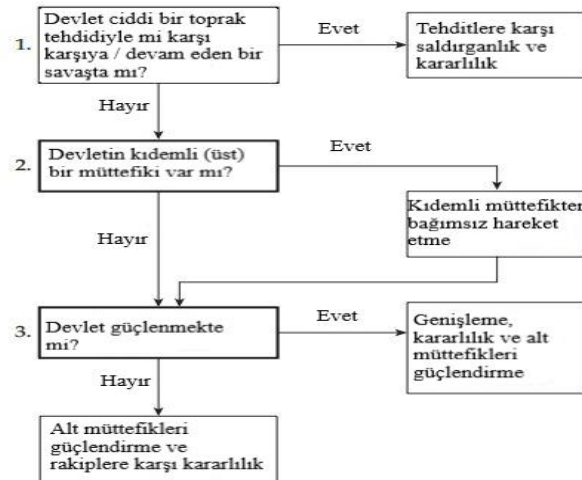 1.
Devlet ciddi bir toprak
tehdidiyle mi karşı
karşıya / devam eden bir
savaşta mı?
Evet
Tehditlere karşı
saldırganlık ve
kararlılık
Hayır
2.
Devletin kıdemli (üst)
bir müttefiki var mı?
Evet
Kıdemli müttefikten
bağımsız hareket
etme
Hayır
3.
Devlet güçlenmekte
mi?
Evet
Genişleme,
kararlılık ve alt
müttefikleri
güçlendirme
Hayır
Alt müttefikleri
güçlendirme ve
rakiplere karşı kararlılık